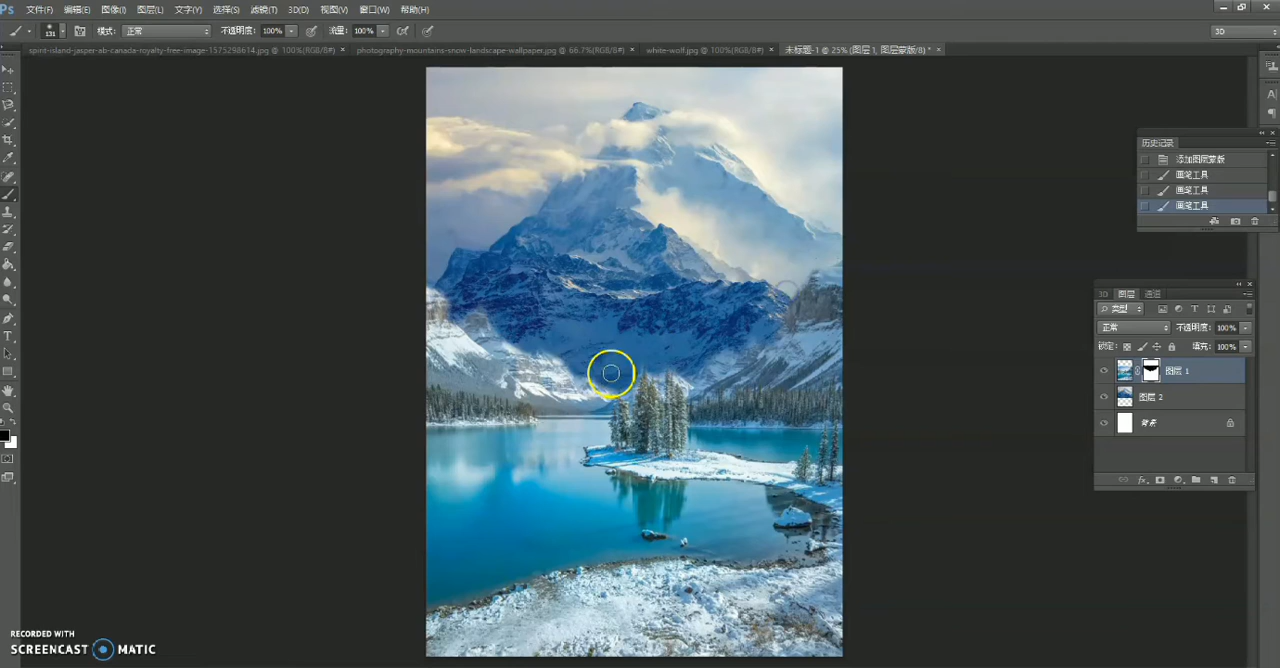 Ps 文件(F) 编辑(E) 图像(I) 图层(L) 文字(Y) 选择(S) 滤镜(T) 3D(D) 视图(V) 窗口(W) 帮助(H)
131 模式: 正常 不透明度: 100% 流量: 100% 3D
spirit-island-jasper-ab-canada-royalty-free-image-1575298614.jpg @ 100%(RGB/8#) × photography-mountains-snow-landscape-wallpaper.jpg @ 66.7%(RGB/8#) × white-wolf.jpg @ 100%(RGB/8#) × 未标题-1 @ 25% (图层 1, 图层蒙版/8) * ×
历史记录
添加图层蒙版
画笔工具
画笔工具
画笔工具
3D 图层 通道
类型
正常 不透明度: 100%
锁定: 填充: 100%
图层 1
图层 2
背景
RECORDED WITH
SCREENCAST MATIC